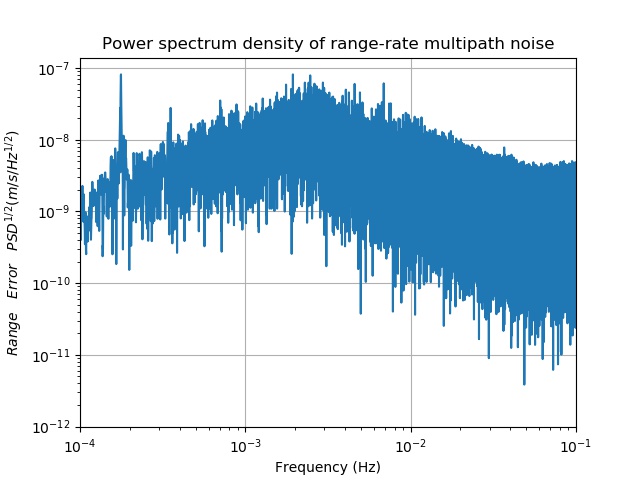 Power spectrum density of range-rate multipath noise
Range Error PSD^{1/2}(m/s/Hz^{1/2})
10^{-7}
10^{-8}
10^{-9}
10^{-10}
10^{-11}
10^{-12}
10^{-4} 10^{-3} 10^{-2} 10^{-1}
Frequency (Hz)